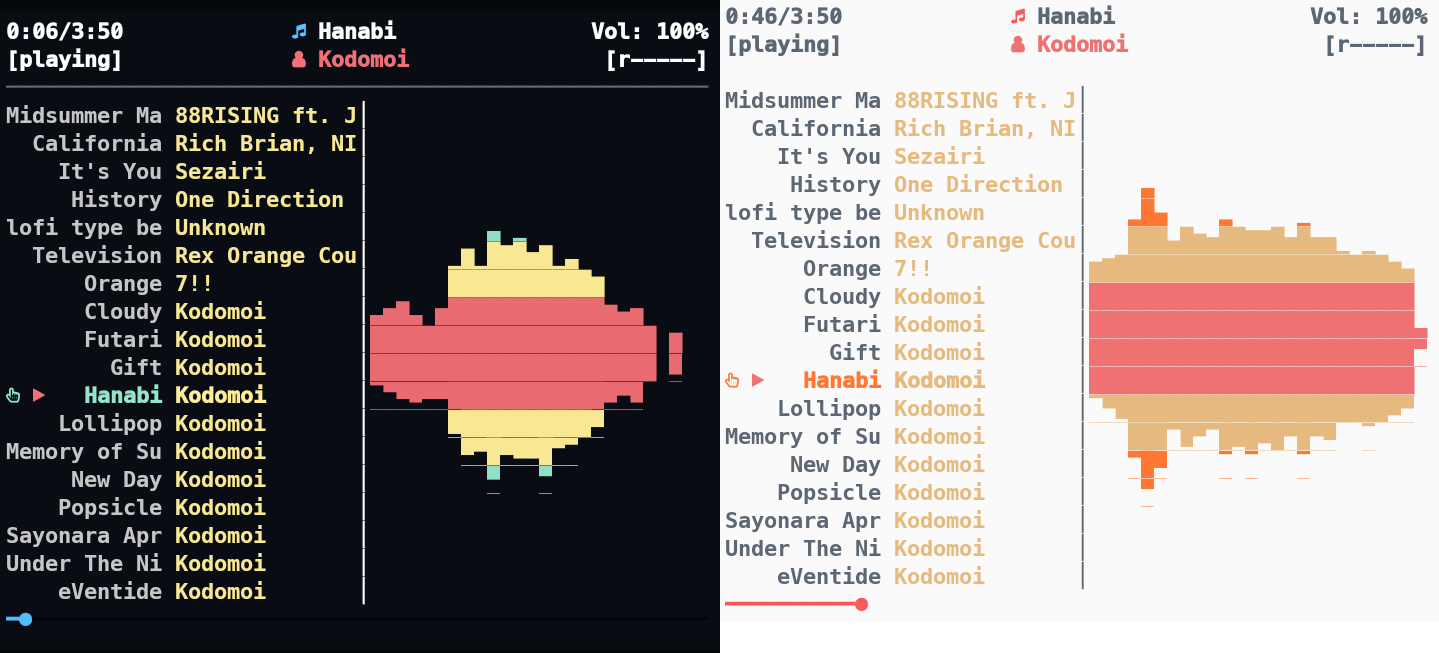 0:06/3:50 Hanabi Vol: 100%
[playing] Kodomoi [r-----]
Midsummer Ma 88RISING ft. J
California Rich Brian, NI
It's You Sezairi
History One Direction
lofi type be Unknown
Television Rex Orange Cou
Orange 7!!
Cloudy Kodomoi
Futari Kodomoi
Gift Kodomoi
Hanabi Kodomoi
Lollipop Kodomoi
Memory of Su Kodomoi
New Day Kodomoi
Popsicle Kodomoi
Sayonara Apr Kodomoi
Under The Ni Kodomoi
eVentide Kodomoi
0:46/3:50 Hanabi Vol: 100%
[playing] Kodomoi [r-----]
Midsummer Ma 88RISING ft. J
California Rich Brian, NI
It's You Sezairi
History One Direction
lofi type be Unknown
Television Rex Orange Cou
Orange 7!!
Cloudy Kodomoi
Futari Kodomoi
Gift Kodomoi
Hanabi Kodomoi
Lollipop Kodomoi
Memory of Su Kodomoi
New Day Kodomoi
Popsicle Kodomoi
Sayonara Apr Kodomoi
Under The Ni Kodomoi
eVentide Kodomoi